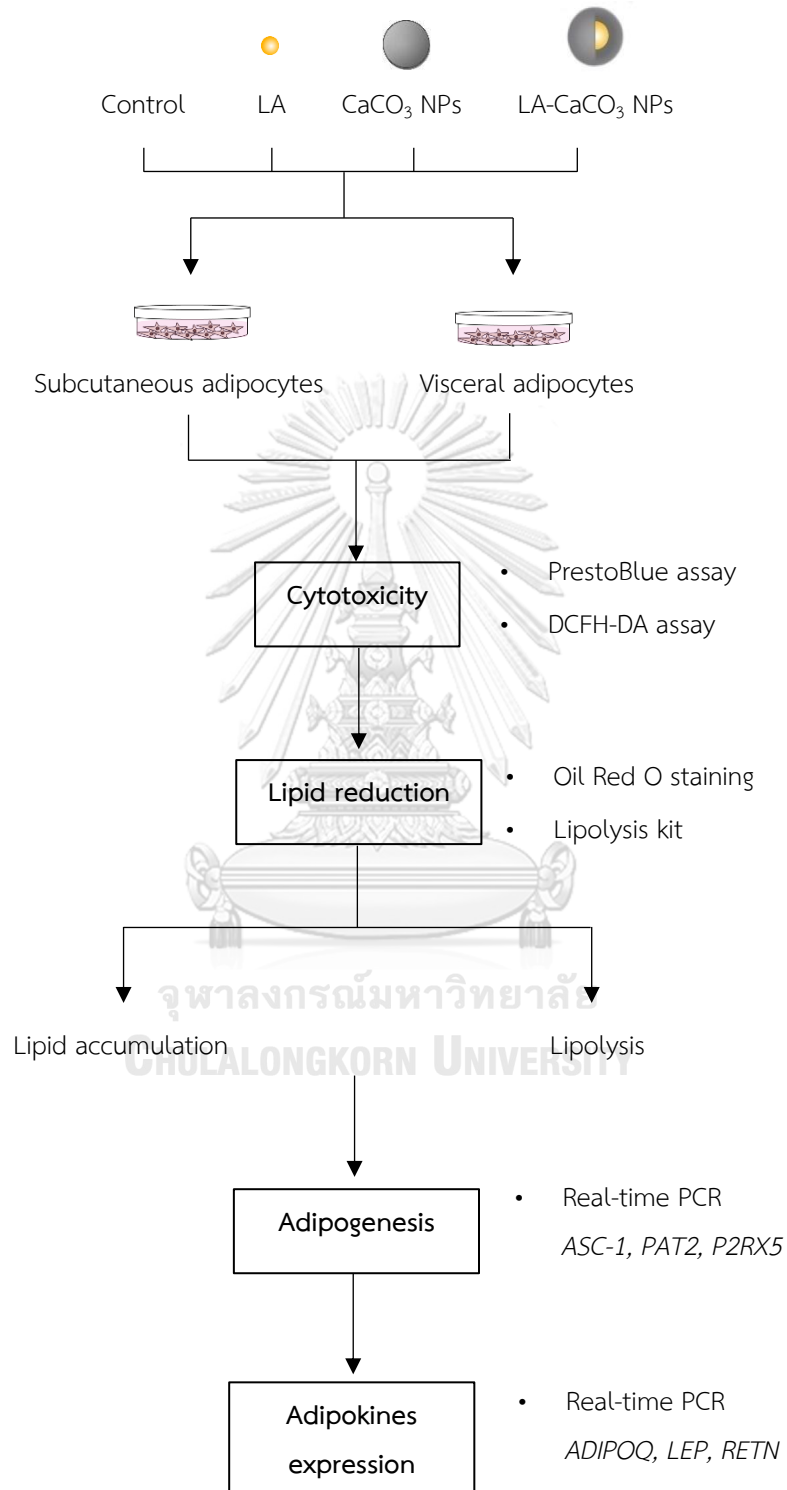 Control LA CaCO₃ NPs LA-CaCO₃ NPs
Subcutaneous adipocytes Visceral adipocytes
Cytotoxicity
• PrestoBlue assay
• DCFH-DA assay
Lipid reduction
• Oil Red O staining
• Lipolysis kit
จุฬาลงกรณ์มหาวิทยาลัย
Lipid accumulation Lipolysis
CHULALONGKORN UNIVERSITY
Adipogenesis
• Real-time PCR
ASC-1, PAT2, P2RX5
Adipokines
expression
• Real-time PCR
ADIPOQ, LEP, RETN